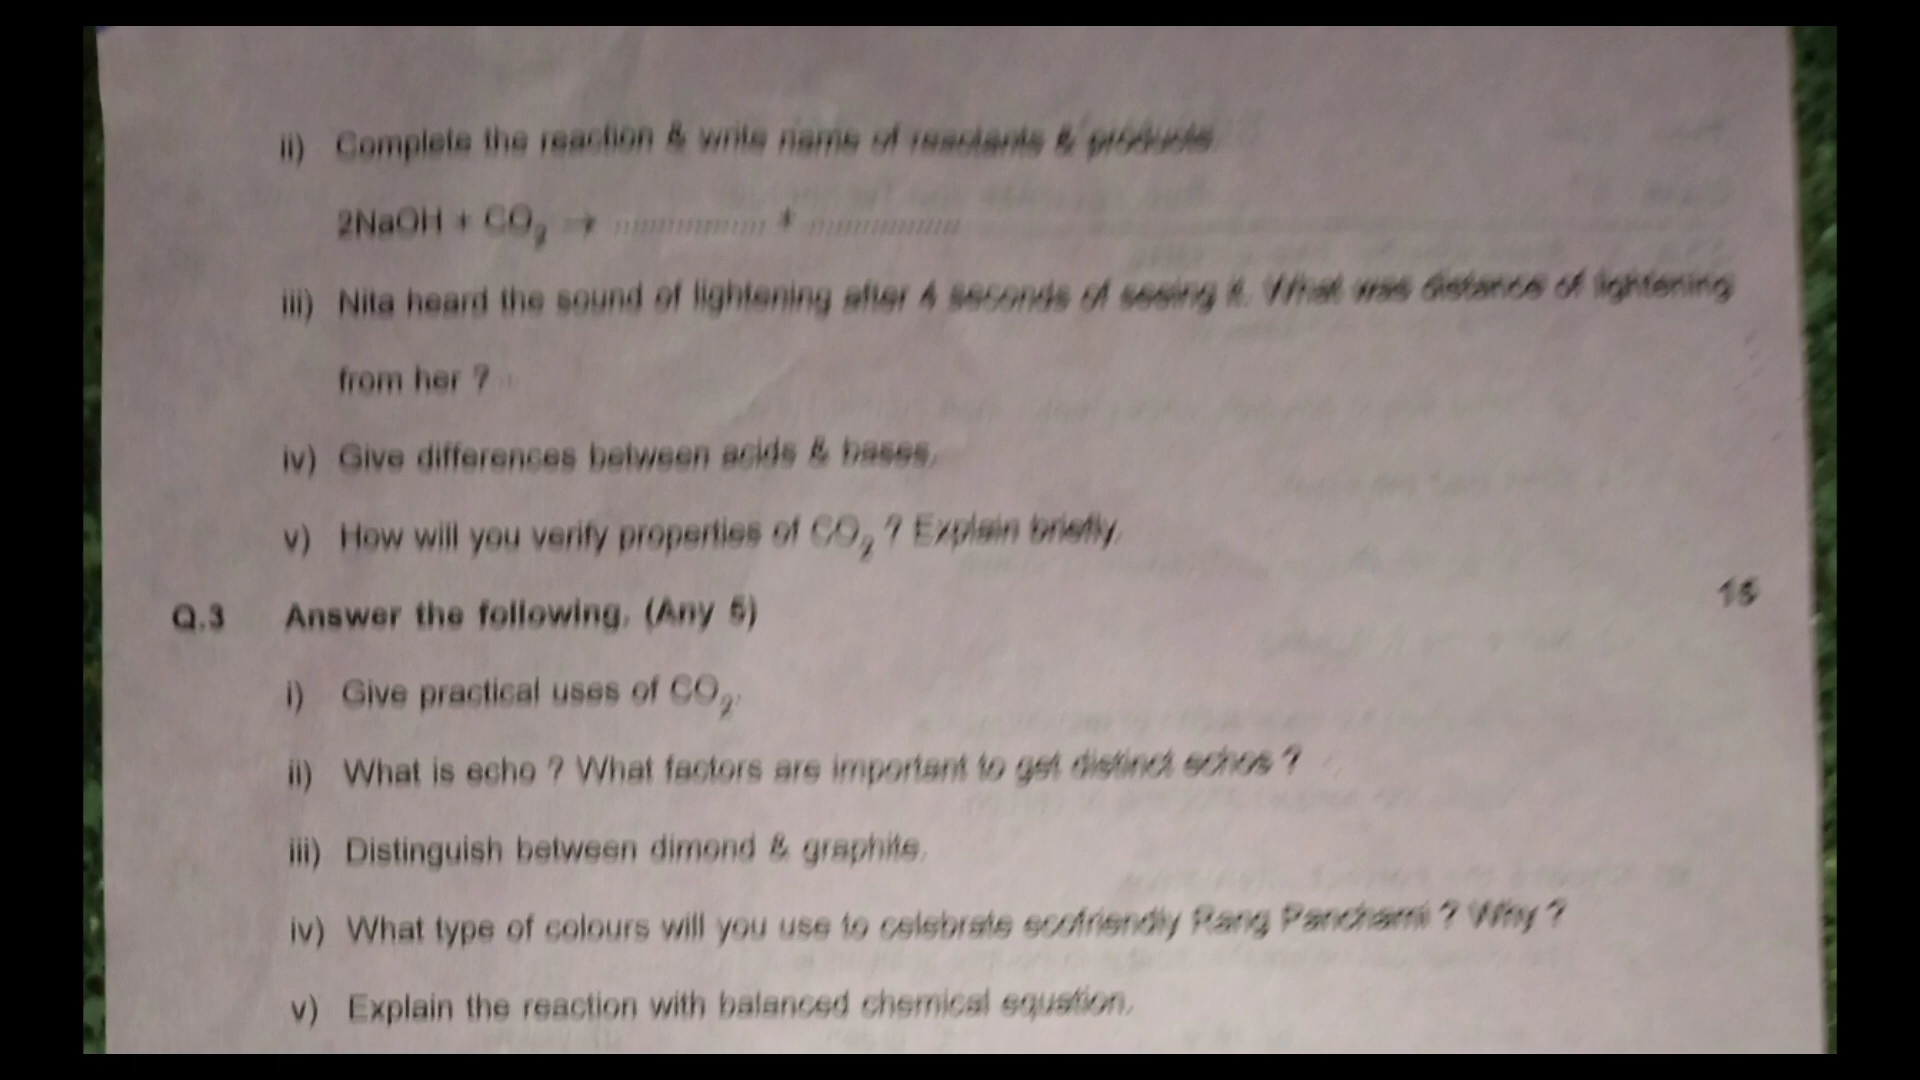 ii) Complete the reaction & write name of reactants & products.
2NaOH + CO₂ → ................. + .................
iii) Nita heard the sound of lightening after 4 seconds of seeing it. What was distance of lightening
from her ?
iv) Give differences between acids & bases.
v) How will you verify properties of CO₂ ? Explain briefly.
Q.3 Answer the following. (Any 5) 15
i) Give practical uses of CO₂.
ii) What is echo ? What factors are important to get distinct echos ?
iii) Distinguish between dimond & graphite.
iv) What type of colours will you use to celebrate ecofriendly Rang Panchami ? Why ?
v) Explain the reaction with balanced chemical equation.